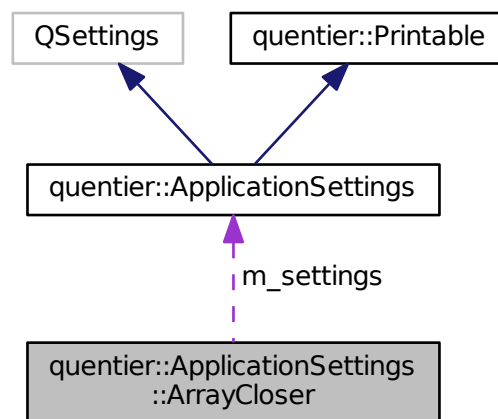 QSettings
quentier::Printable
quentier::ApplicationSettings
m_settings
quentier::ApplicationSettings
::ArrayCloser